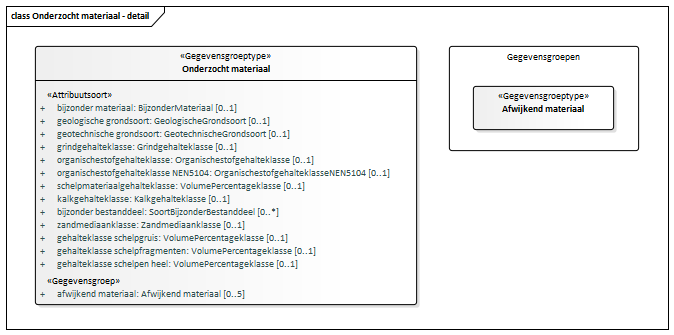 class Onderzocht materiaal - detail
«Gegevensgroeptype»
Onderzocht materiaal
«Attribuutsoort»
+ bijzonder materiaal: BijzonderMateriaal [0..1]
+ geologische grondsoort: GeologischeGrondsoort [0..1]
+ geotechnische grondsoort: GeotechnischeGrondsoort [0..1]
+ grindgehalteklasse: Grindgehalteklasse [0..1]
+ organischestofgehalteklasse: Organischestofgehalteklasse [0..1]
+ organischestofgehalteklasse NEN5104: OrganischestofgehalteklasseNEN5104 [0..1]
+ schelpmateriaalgehalteklasse: VolumePercentageklasse [0..1]
+ kalkgehalteklasse: Kalkgehalteklasse [0..1]
+ bijzonder bestanddeel: SoortBijzonderBestanddeel [0..*]
+ zandmediaanklasse: Zandmediaanklasse [0..1]
+ gehalteklasse schelpgruis: VolumePercentageklasse [0..1]
+ gehalteklasse schelpfragmenten: VolumePercentageklasse [0..1]
+ gehalteklasse schelpen heel: VolumePercentageklasse [0..1]
«Gegevensgroep»
+ afwijkend materiaal: Afwijkend materiaal [0..5]
Gegevensgroepen
«Gegevensgroeptype»
Afwijkend materiaal